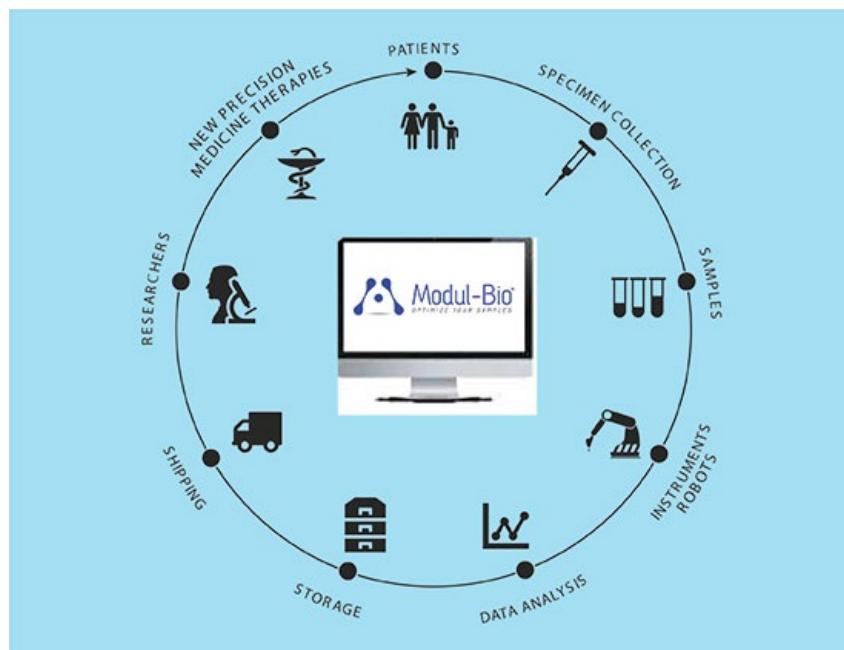 PATIENTS
SPECIMEN COLLECTION
SAMPLES
INSTRUMENTS
ROBOTS
DATA ANALYSIS
STORAGE
SHIPPING
RESEARCHERS
NEW PRECISION
MEDICINE THERAPIES
Modul-Bio
OPTIMIZE YOUR SAMPLES